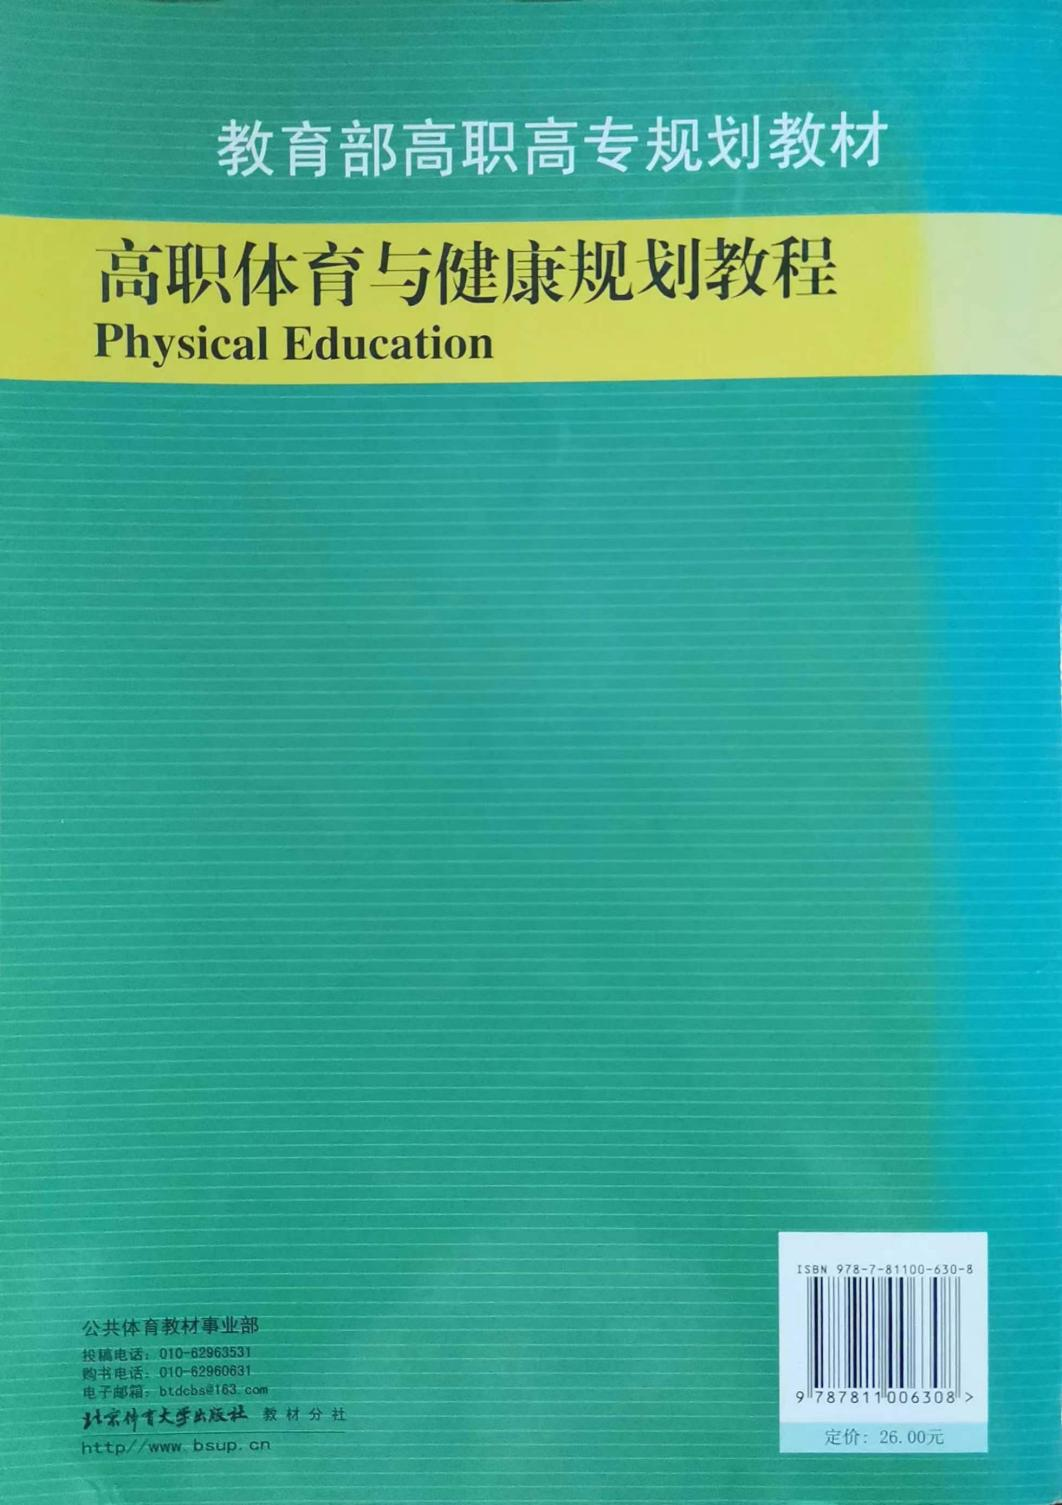 教育部高职高专规划教材
高职体育与健康规划教程
Physical Education
公共体育教材事业部
投稿电话：010-62963531
购书电话：010-62960631
电子邮箱：btdcbs@163.com
北京体育大学出版社 教材分社
http//www.bsup.cn
ISBN 978-7-81100-630-8
9 787811 006308 >
定价：26.00元